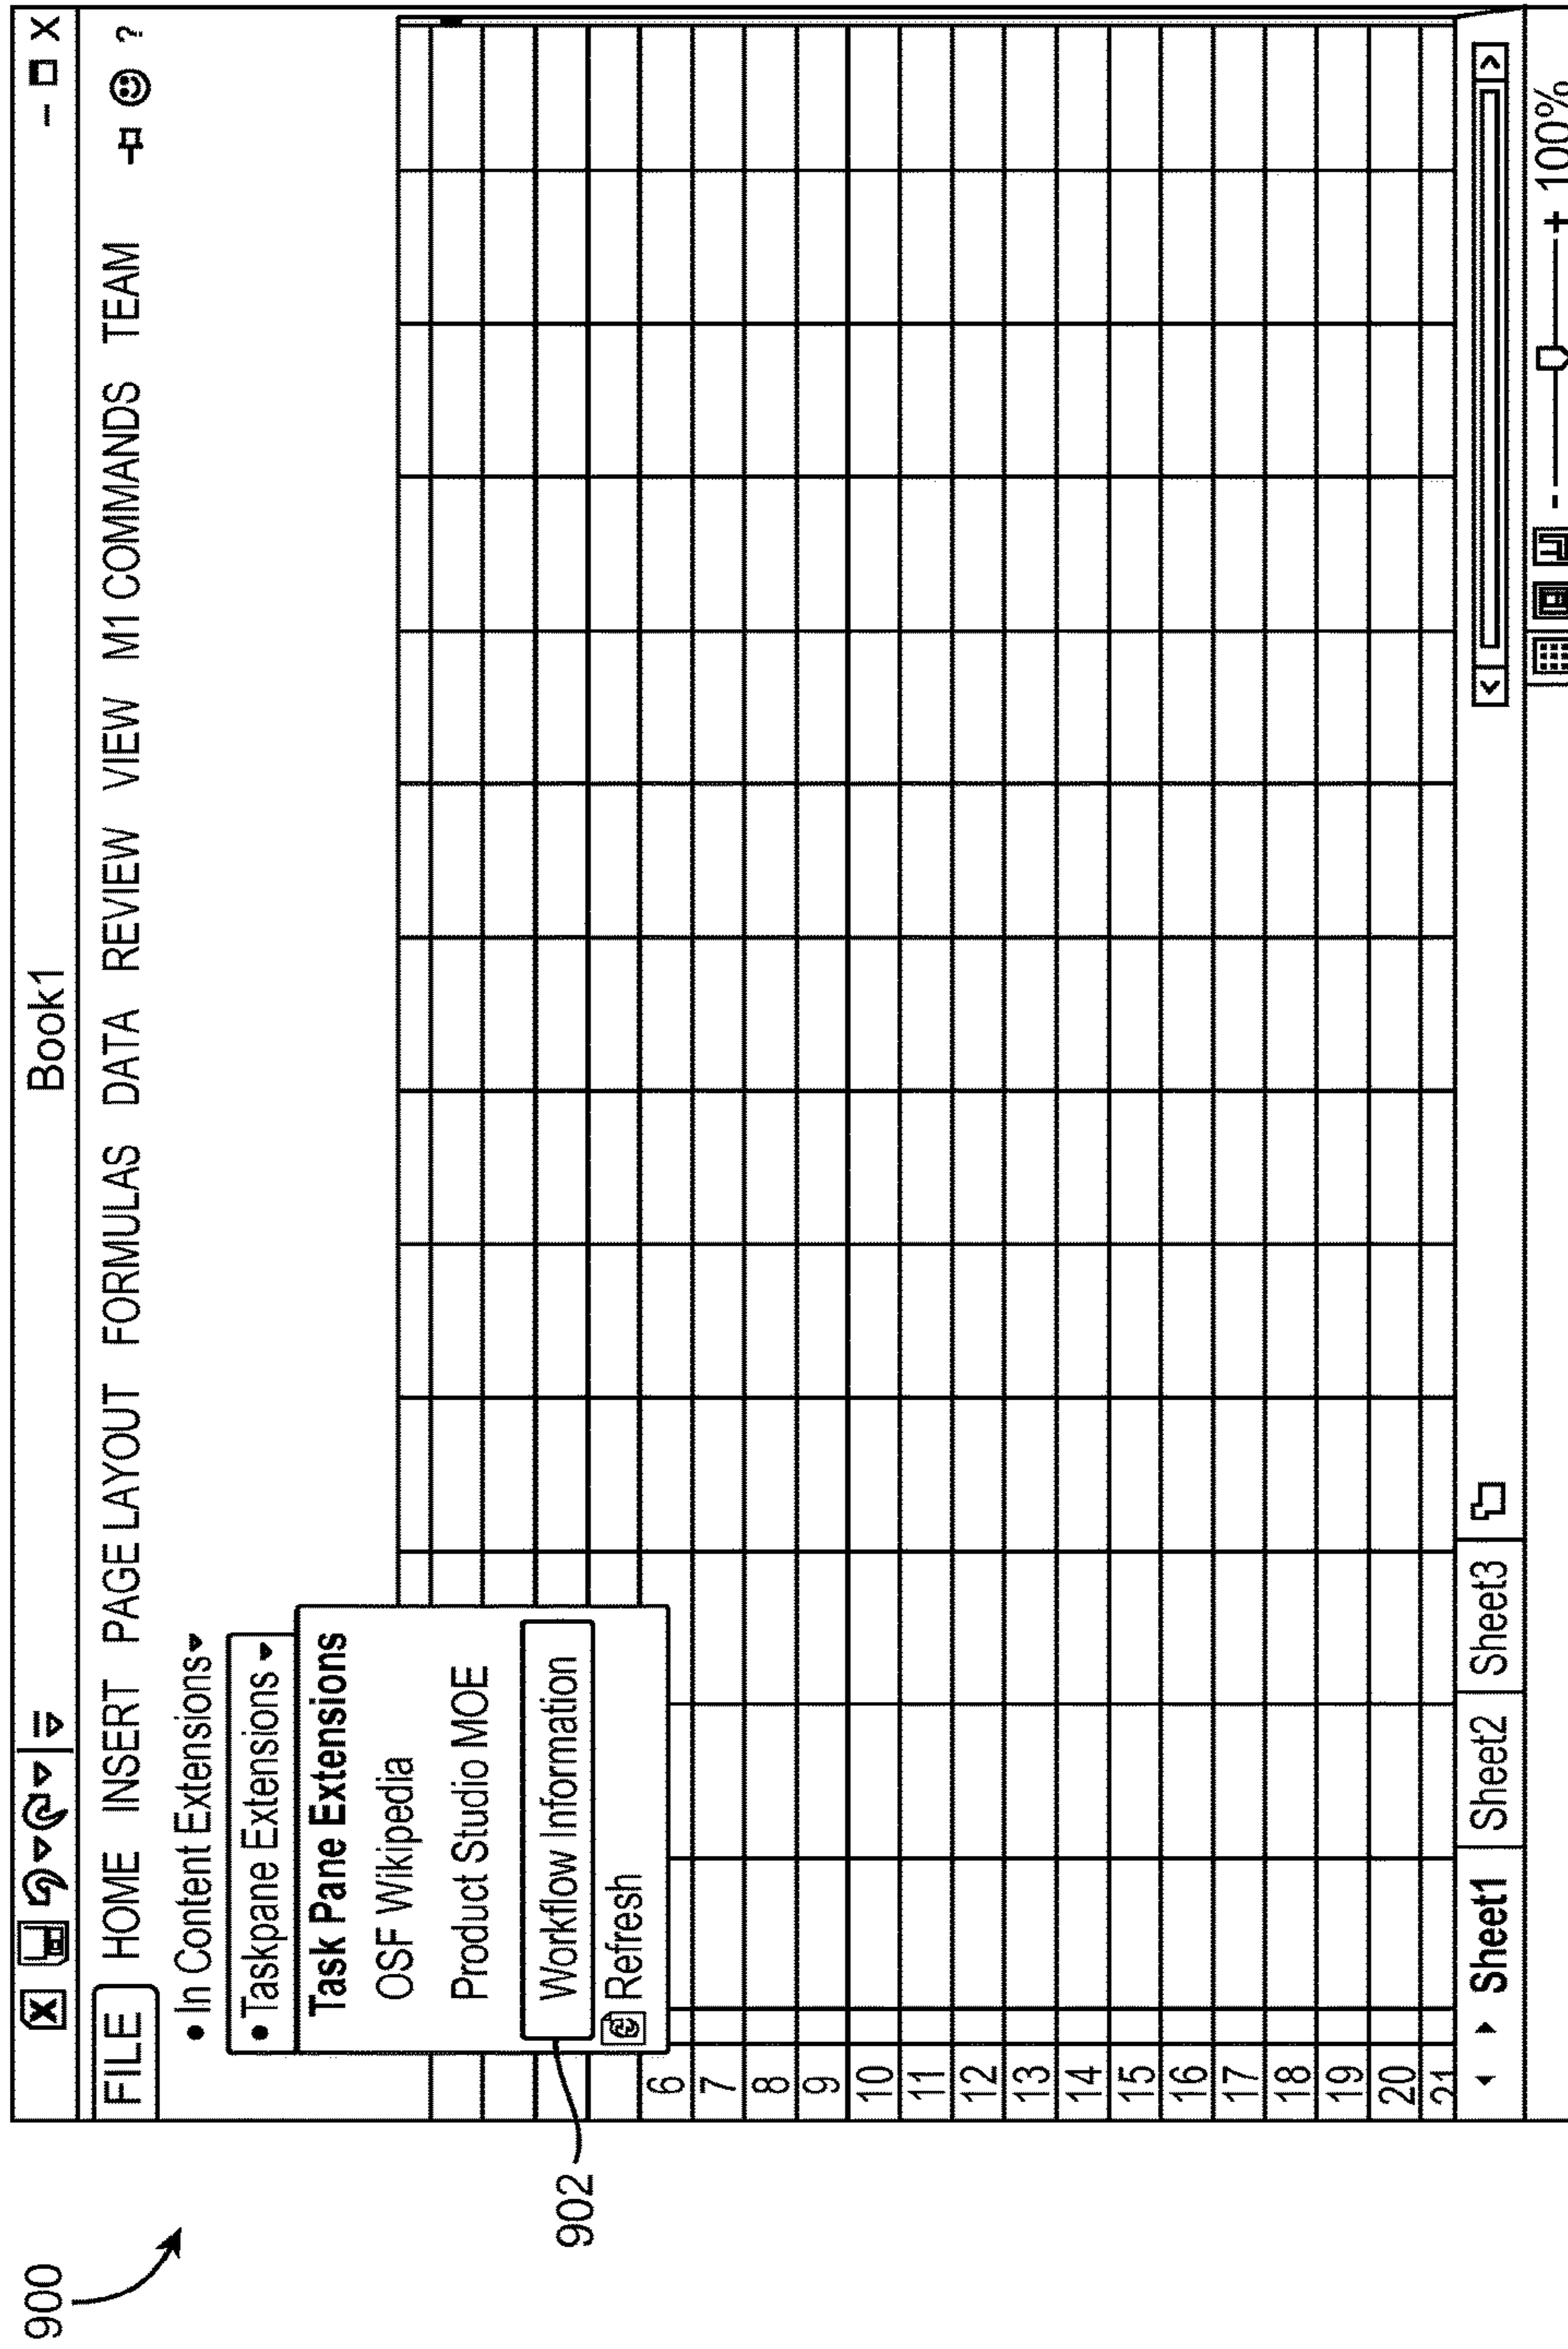 900
Book1
– X
FILE HOME INSERT PAGE LAYOUT FORMULAS DATA REVIEW VIEW M1 COMMANDS TEAM ?
• In Content Extensions
• Taskpane Extensions
Task Pane Extensions
OSF Wikipedia
Product Studio MOE
Workflow Information
902
Refresh
6
7
8
9
10
11
12
13
14
15
16
17
18
19
20
21
Sheet1 Sheet2 Sheet3
- + 100%